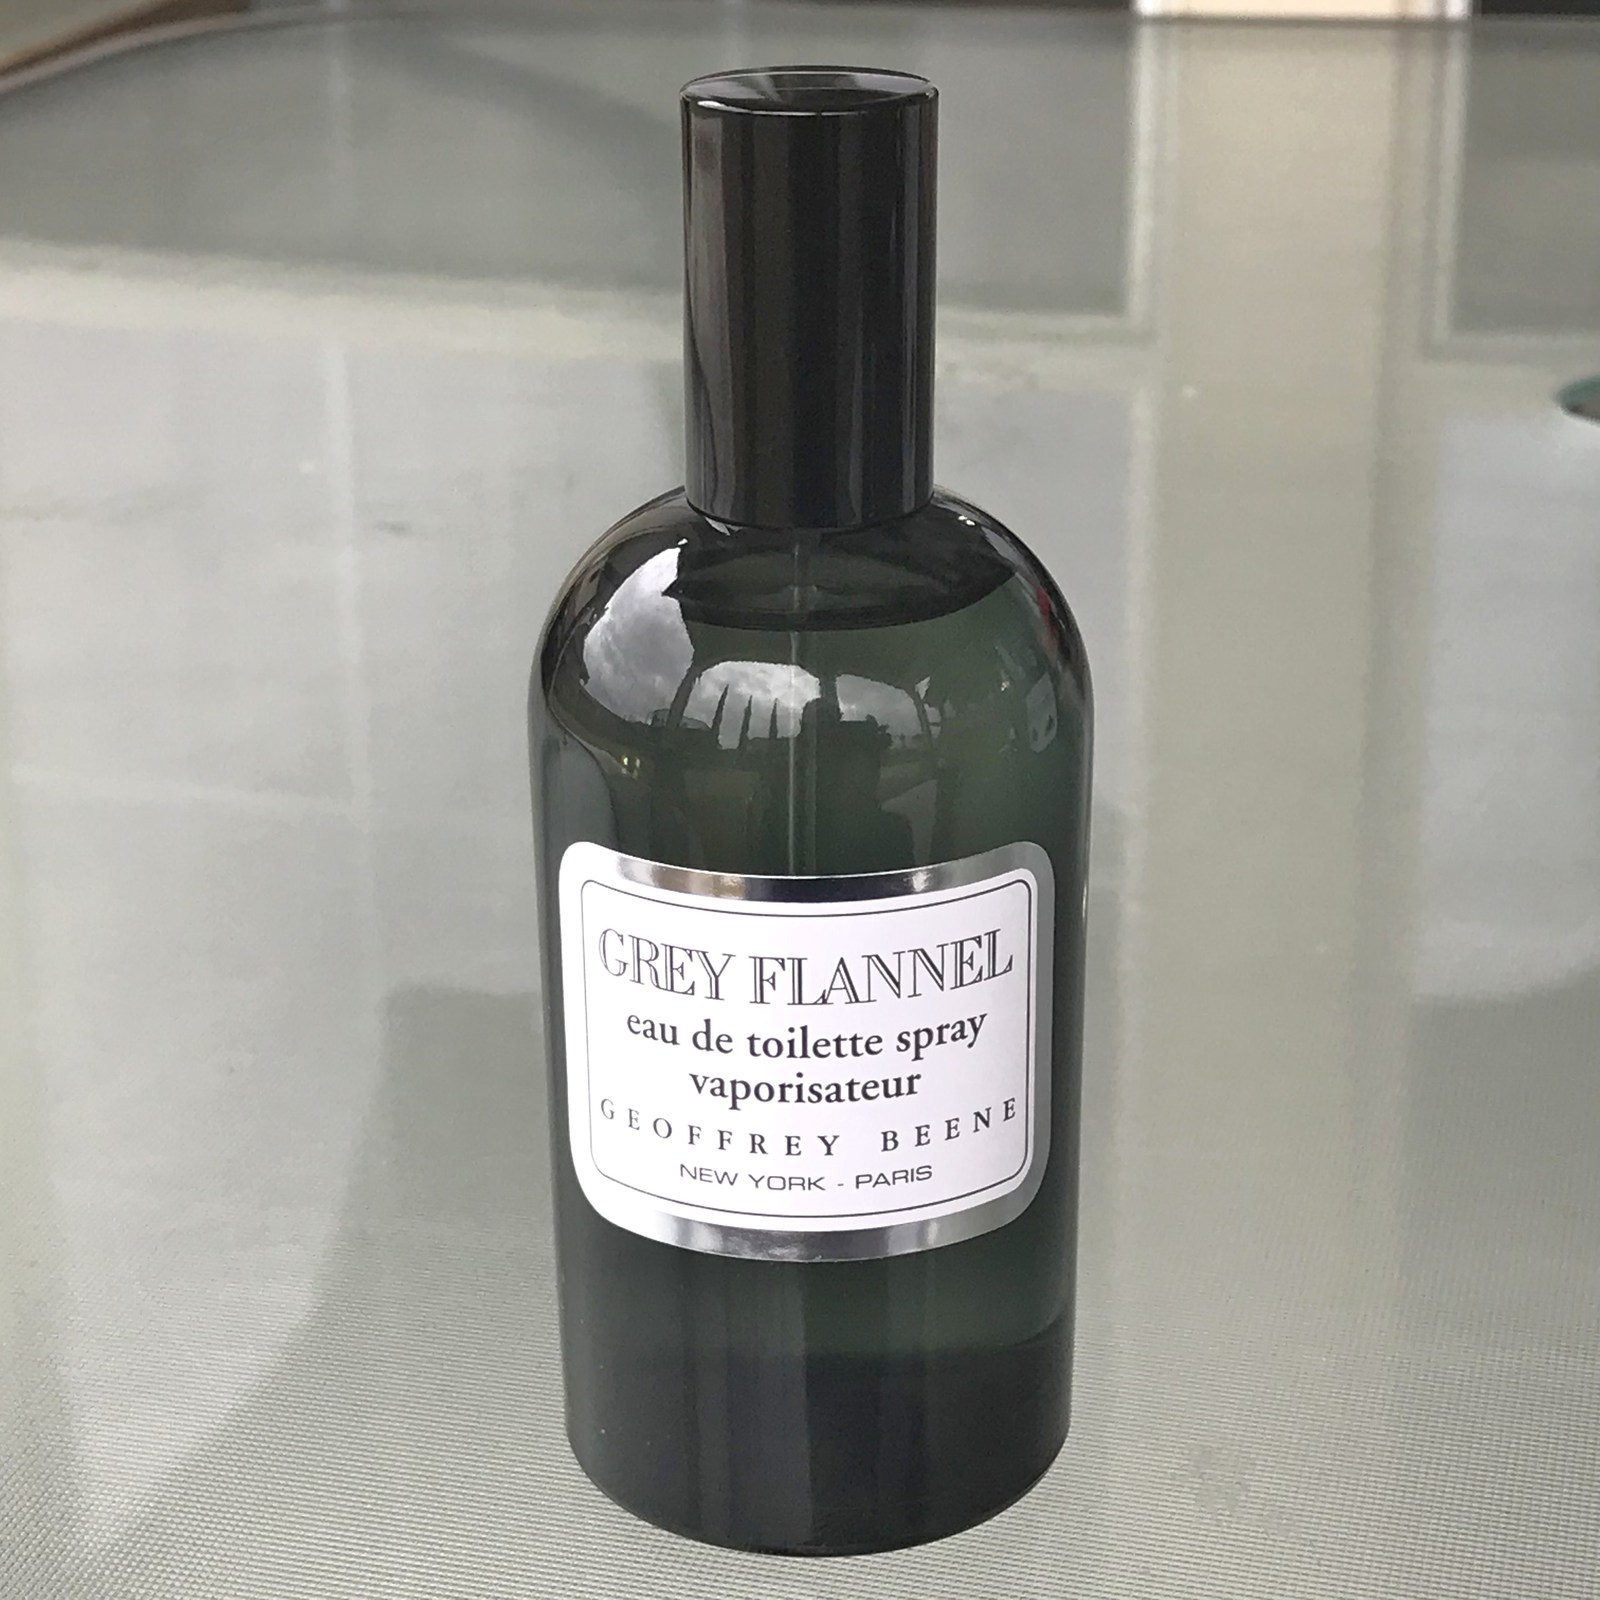 GREY FLANNEL
eau de toilette spray
vaporisateur
GEOFFREY BEENE
NEW YORK - PARIS